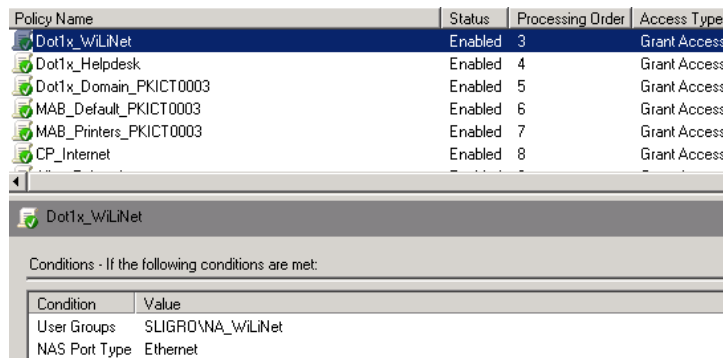 Policy Name Status Processing Order Access Type
Dot1x_WiLiNet Enabled 3 Grant Access
Dot1x_Helpdesk Enabled 4 Grant Access
Dot1x_Domain_PKICT0003 Enabled 5 Grant Access
MAB_Default_PKICT0003 Enabled 6 Grant Access
MAB_Printers_PKICT0003 Enabled 7 Grant Access
CP_Internet Enabled 8 Grant Access
Dot1x_WiLiNet
Conditions - If the following conditions are met:
Condition Value
User Groups SLIGRO\NA_WiLiNet
NAS Port Type Ethernet